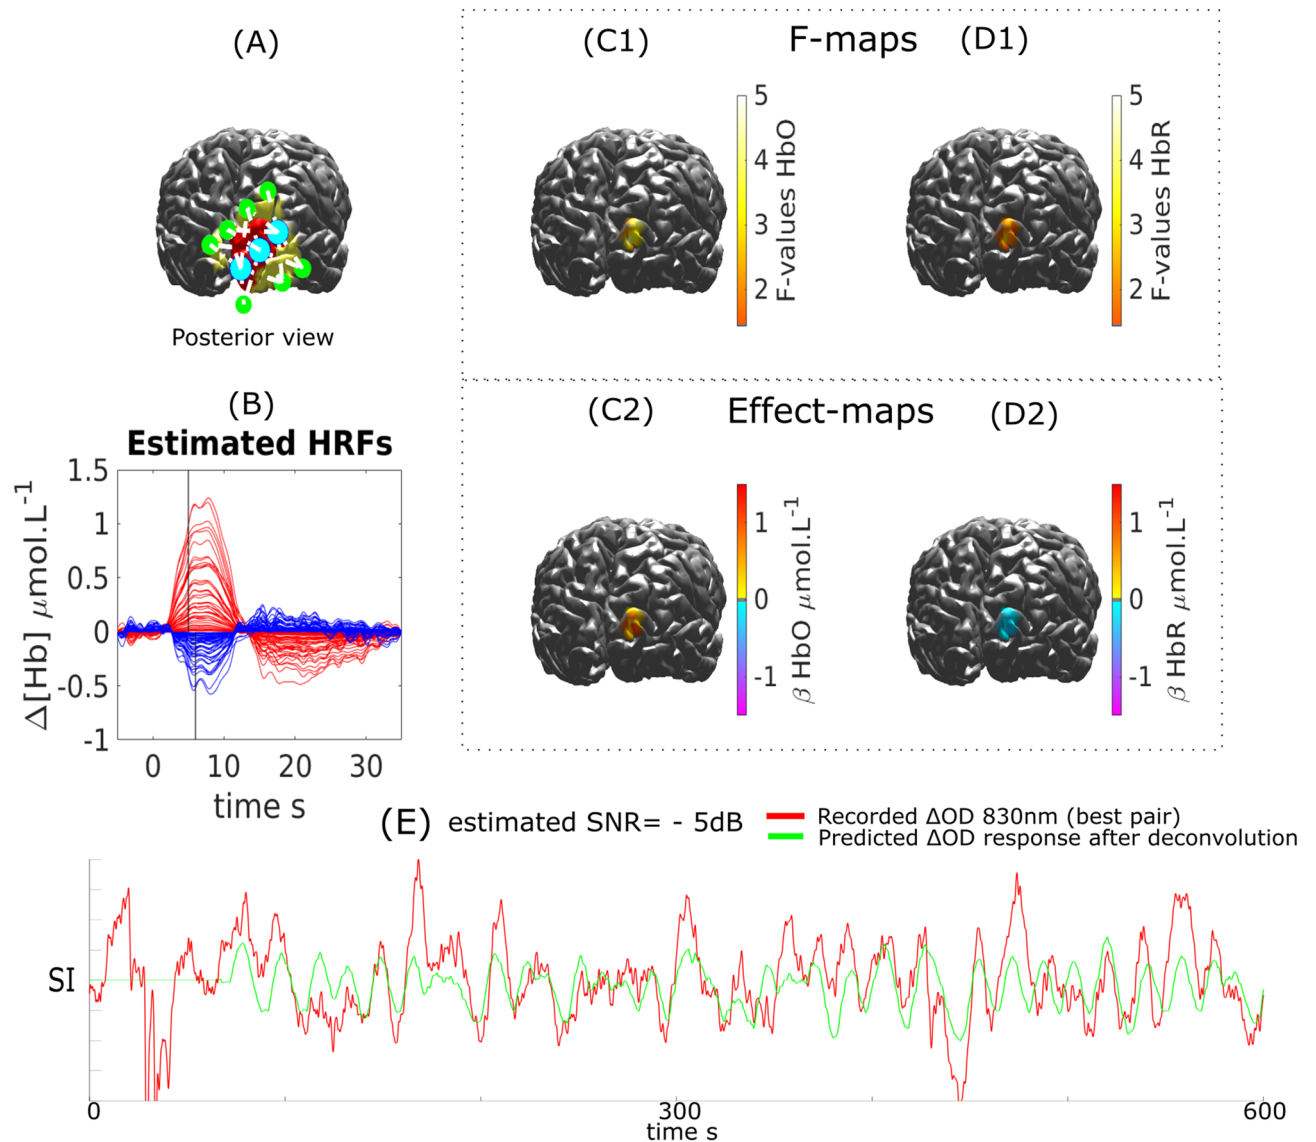 (A)
Posterior view
(C1)
F-maps
(D1)
5
4
3
2
F-values HbO
5
4
3
2
F-values HbR
(B)
Estimated HRFs
1.5
1
0.5
0
-0.5
-1
Δ[Hb] μmol.L⁻¹
0
10
20
30
time s
(C2)
Effect-maps
(D2)
1
0
-1
β HbO μmol.L⁻¹
1
0
-1
β HbR μmol.L⁻¹
(E)
estimated SNR= - 5dB
Recorded ΔOD 830nm (best pair)
Predicted ΔOD response after deconvolution
SI
0
300
600
time s